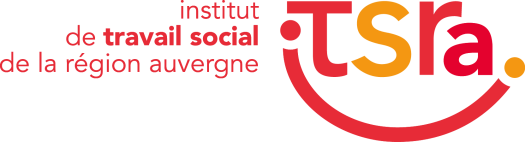 institut
de travail social
de la région auvergne
itsra.